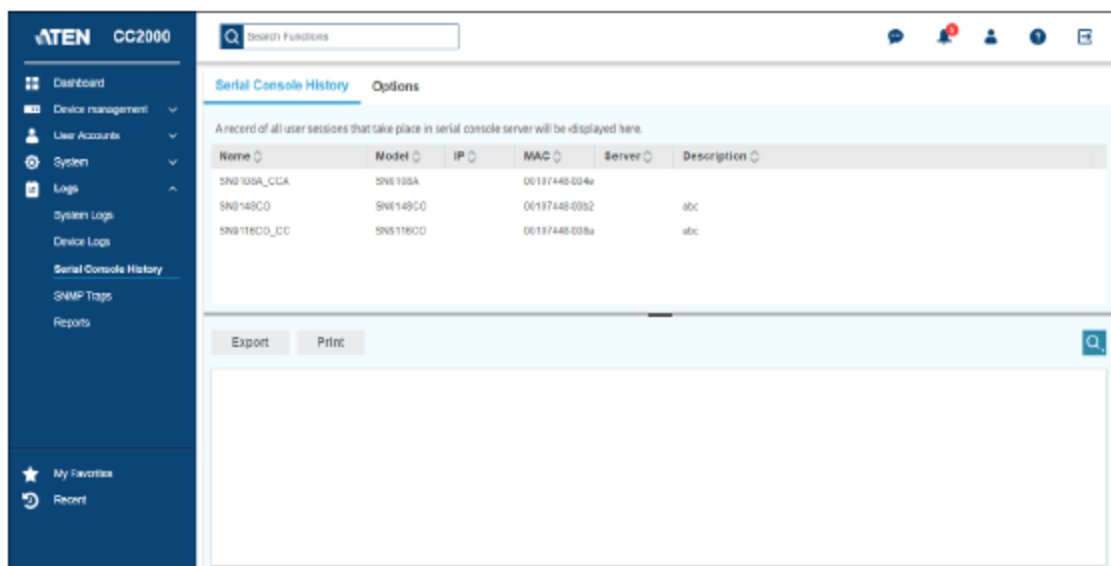 ATEN CC2000
Search Functions
Dashboard
Device management
User Accounts
System
Logs
System Logs
Device Logs
Serial Console History
SNMP Traps
Reports
My Favorites
Recent
Serial Console History Options
A record of all user sessions that take place in serial console server will be displayed here.
Name Model IP MAC Server Description
SN0108A_CCA SN0108A
SN0148CO SN0148CO abc
SN9116CO_CC SN9116CO abc
Export Print